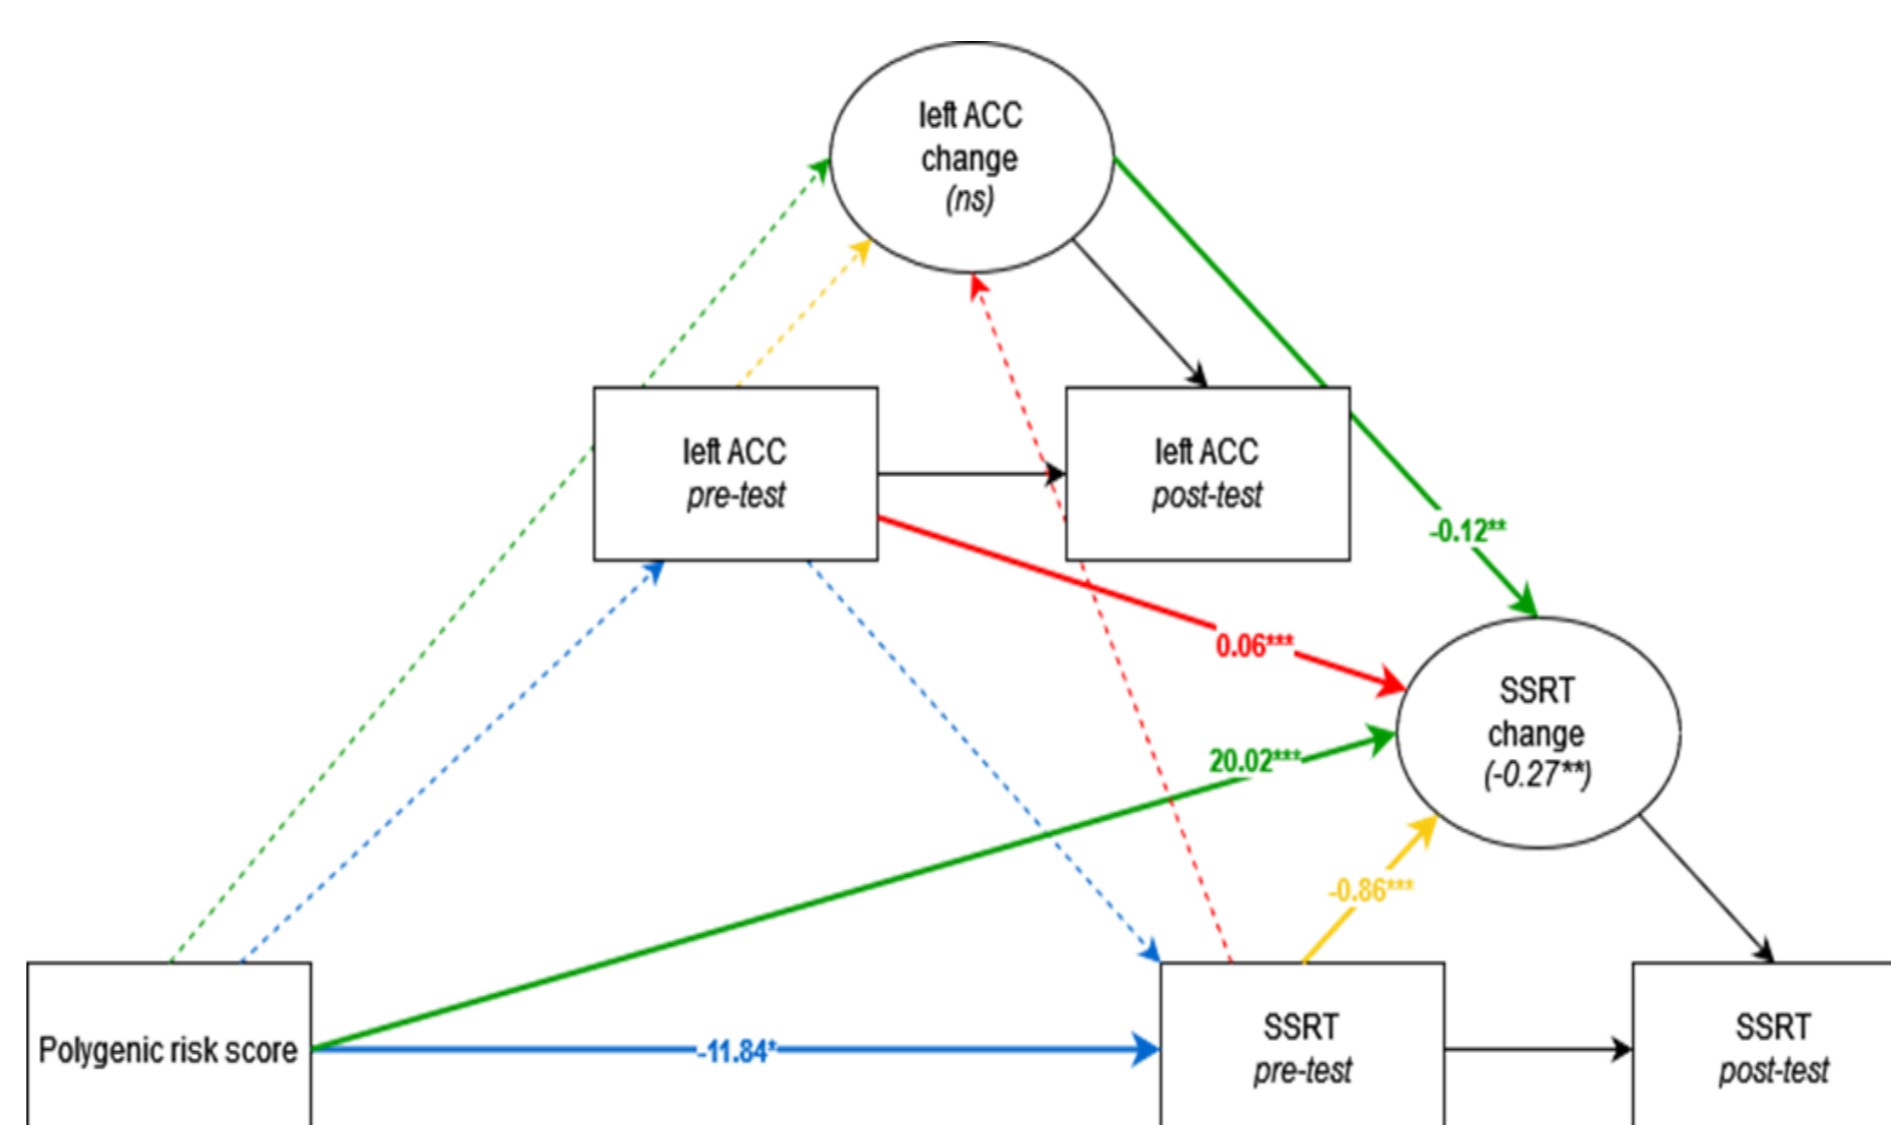 left ACC
change
(ns)
left ACC
pre-test
left ACC
post-test
-0.12**
0.06***
SSRT
change
(-0.27**)
20.02***
-0.86***
Polygenic risk score
-11.84*
SSRT
pre-test
SSRT
post-test